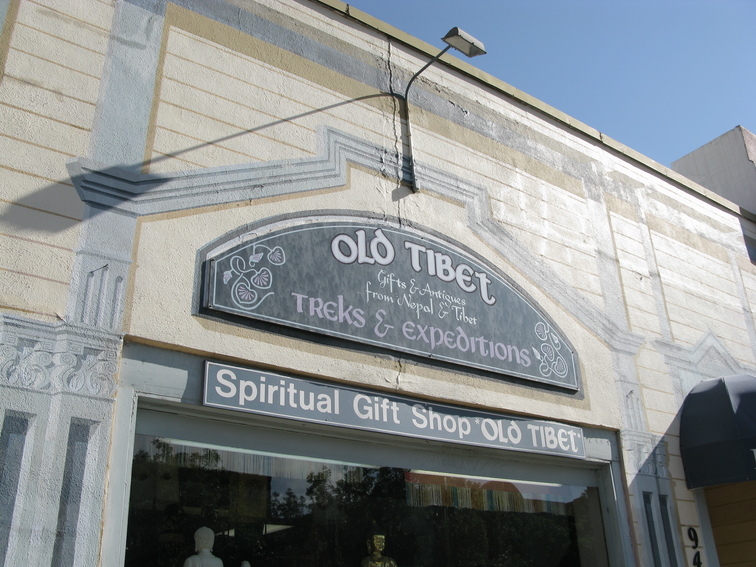 OLD TIBET
Gifts & Antiques
from Nepal & Tibet
TREKS & EXPEDITIONS
Spiritual Gift Shop "OLD TIBET"
94